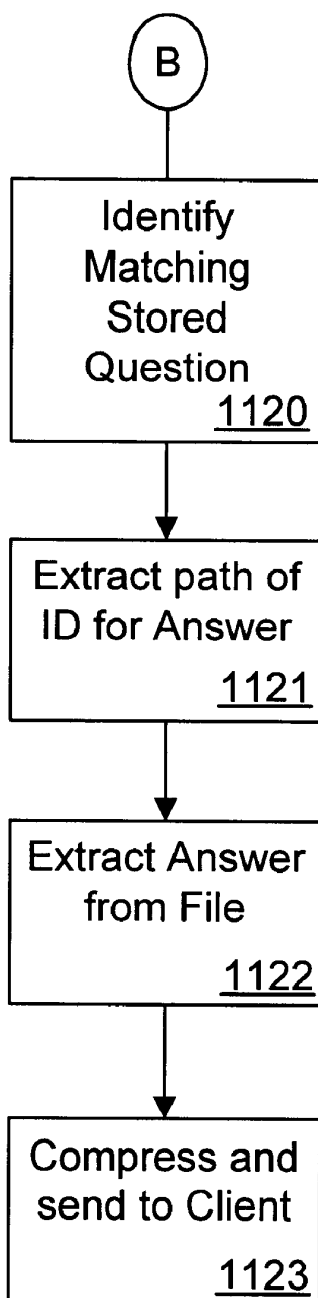 B
Identify
Matching
Stored
Question
1120
Extract path of
ID for Answer
1121
Extract Answer
from File
1122
Compress and
send to Client
1123